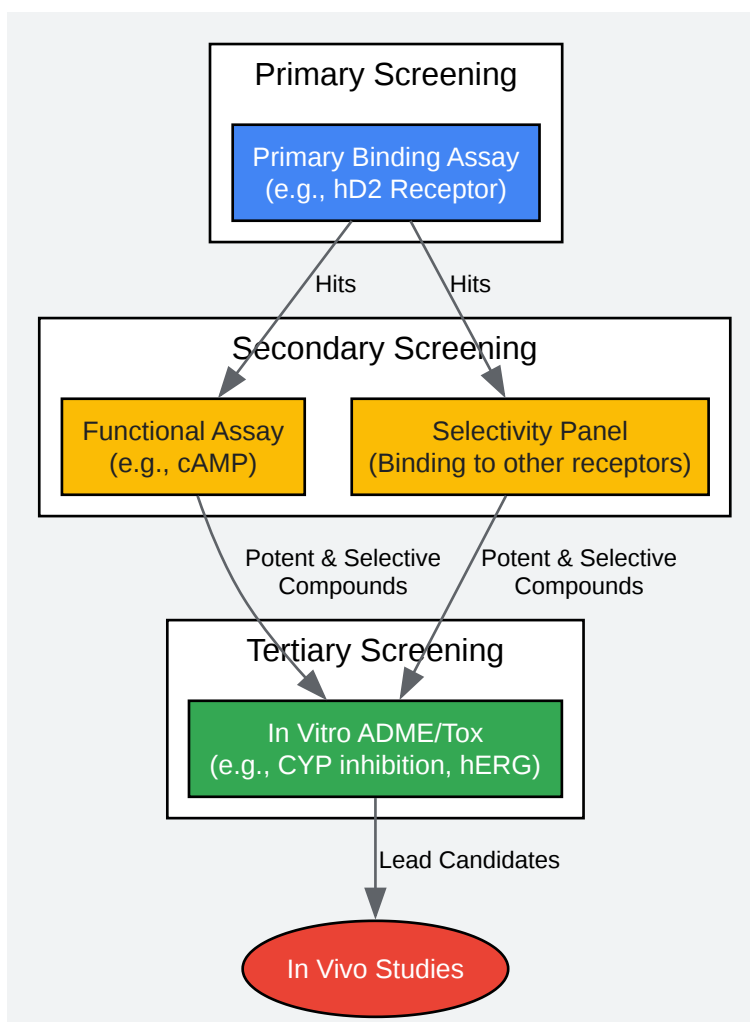 Primary Screening
Primary Binding Assay
(e.g., hD2 Receptor)
Hits
Hits
Secondary Screening
Functional Assay
(e.g., cAMP)
Selectivity Panel
(Binding to other receptors)
Potent & Selective
Compounds
Potent & Selective
Compounds
Tertiary Screening
In Vitro ADME/Tox
(e.g., CYP inhibition, hERG)
Lead Candidates
In Vivo Studies